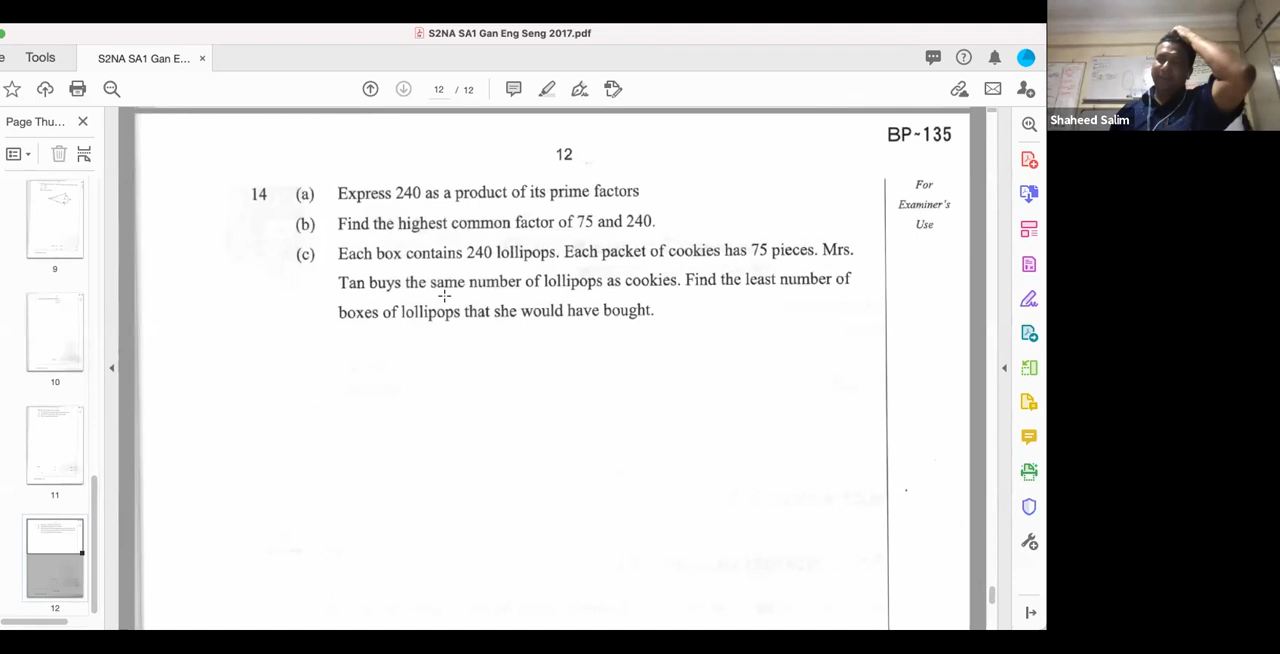 S2NA SA1 Gan Eng Seng 2017.pdf
e Tools S2NA SA1 Gan E... ×
12 / 12
Page Thu...
Shaheed Salim
BP-135
12
For
Examiner's
Use
14 (a) Express 240 as a product of its prime factors
(b) Find the highest common factor of 75 and 240.
(c) Each box contains 240 lollipops. Each packet of cookies has 75 pieces. Mrs.
Tan buys the same number of lollipops as cookies. Find the least number of
boxes of lollipops that she would have bought.
9
10
11
12